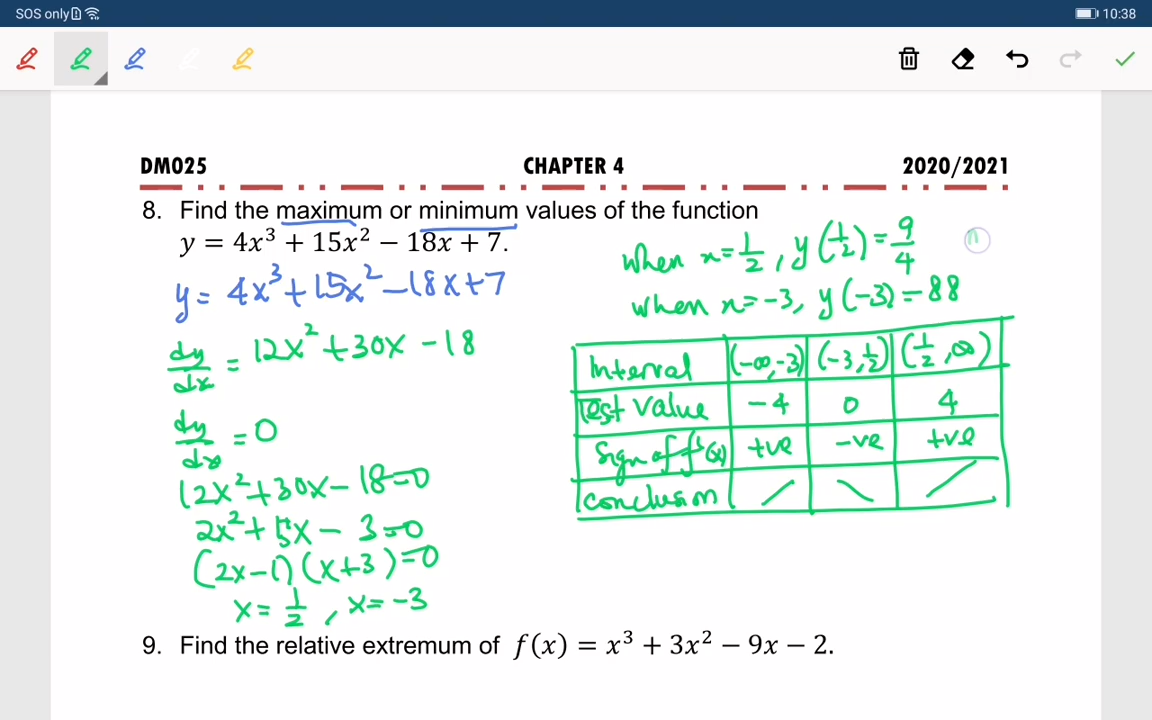 SOS only 10:38
DM025 CHAPTER 4 2020/2021
8. Find the maximum or minimum values of the function
y = 4x³ + 15x² − 18x + 7.
y = 4x³ + 15x² − 18x + 7
dy/dx = 12x² + 30x − 18
dy/dx = 0
12x² + 30x − 18 = 0
2x² + 5x − 3 = 0
(2x − 1)(x + 3) = 0
x = 1/2 , x = −3
when x = 1/2 , y(1/2) = 9/4
when x = −3, y(−3) = 88
Interval (−∞, −3) (−3, 1/2) (1/2, ∞)
Test Value −4 0 4
Sign of f'(x) +ve −ve +ve
Conclusion / \ /
9. Find the relative extremum of f(x) = x³ + 3x² − 9x − 2.